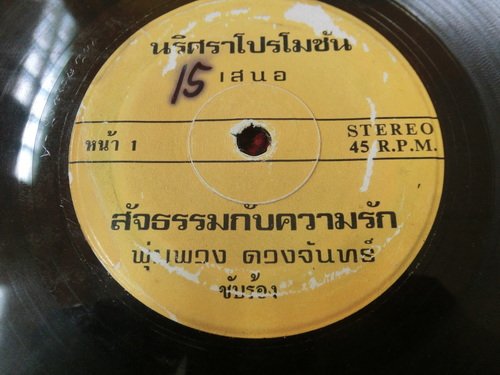 นริศราโปรโมชั่น
15 เสนอ
หน้า 1
STEREO
45 R.P.M.
สัจธรรมกับความรัก
พุ่มพวง ดวงจันทร์
ขับร้อง